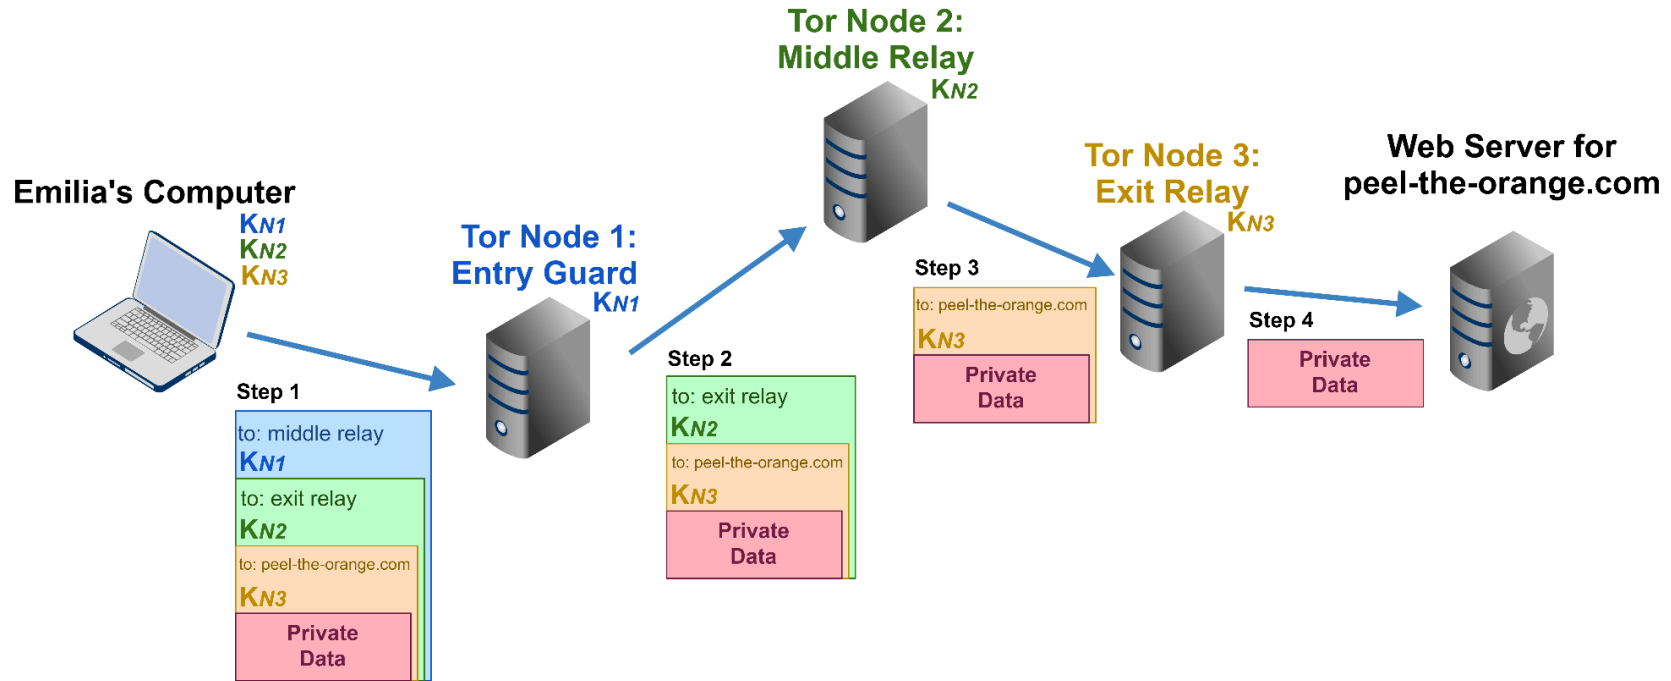 Emilia's Computer
KN1
KN2
KN3
Tor Node 1:
Entry Guard
KN1
Tor Node 2:
Middle Relay
KN2
Tor Node 3:
Exit Relay
KN3
Web Server for
peel-the-orange.com
Step 1
to: middle relay
KN1
to: exit relay
KN2
to: peel-the-orange.com
KN3
Private
Data
Step 2
to: exit relay
KN2
to: peel-the-orange.com
KN3
Private
Data
Step 3
to: peel-the-orange.com
KN3
Private
Data
Step 4
Private
Data